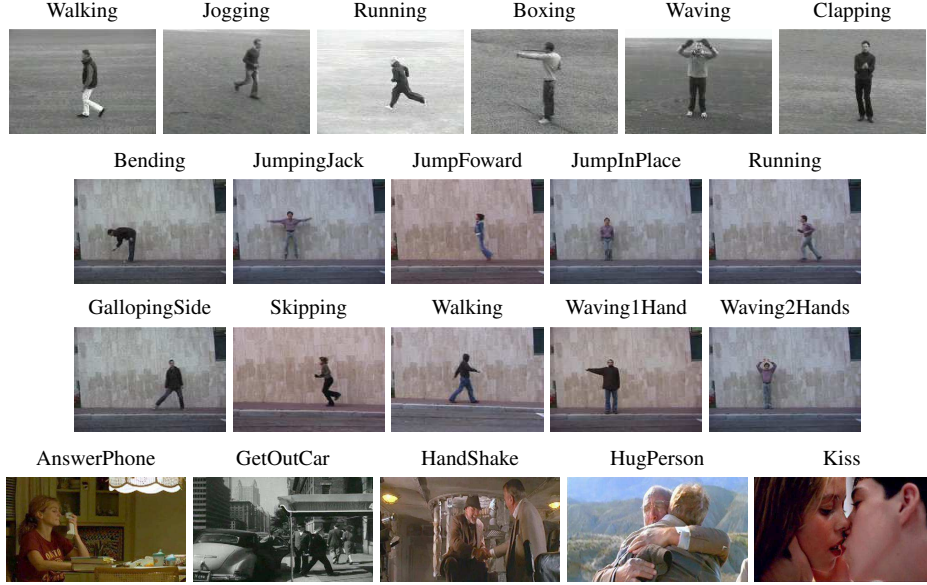 Walking Jogging Running Boxing Waving Clapping
Bending JumpingJack JumpFoward JumpInPlace Running
GallopingSide Skipping Walking Waving1Hand Waving2Hands
AnswerPhone GetOutCar HandShake HugPerson Kiss